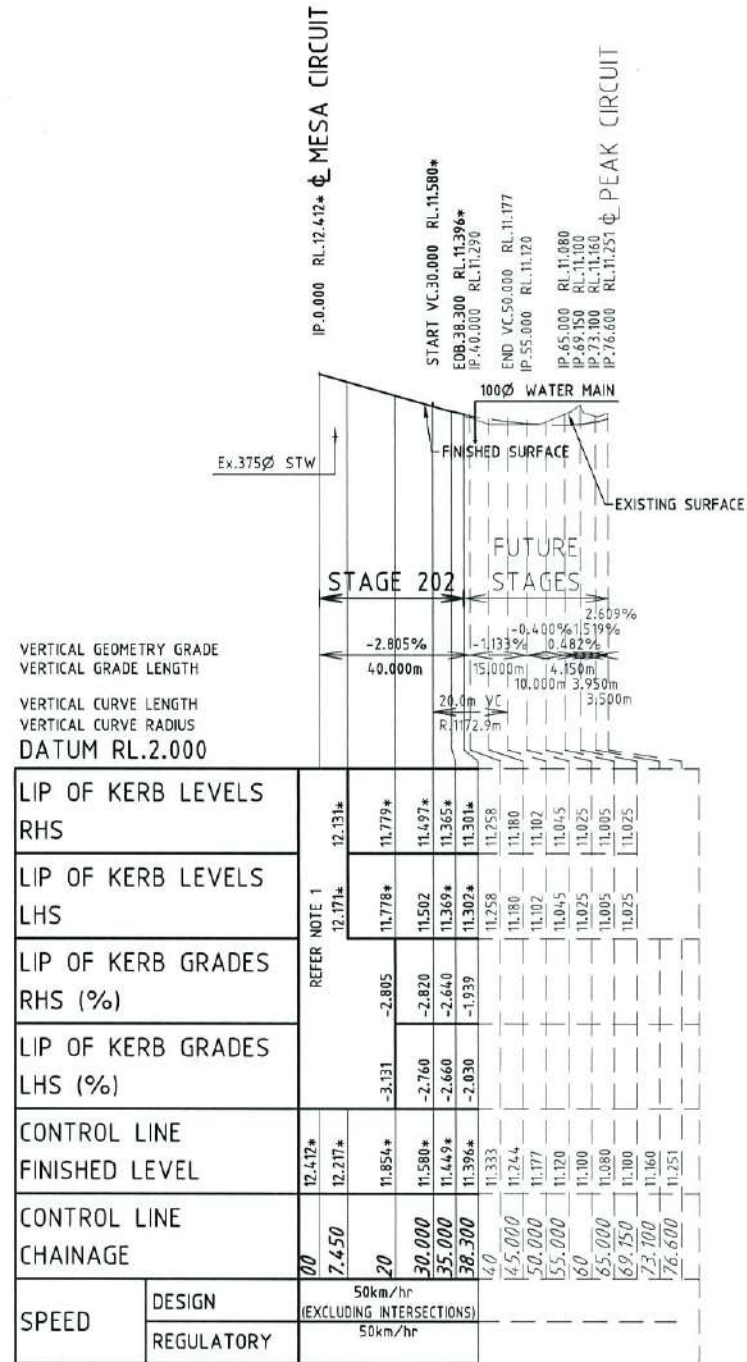 IP.0.000 RL.12.412* ℄ MESA CIRCUIT
START VC.30.000 RL.11.580*
EOB.38.300 RL.11.396*
IP.40.000 RL.11.290
END VC.50.000 RL.11.177
IP.55.000 RL.11.120
IP.65.000 RL.11.080
IP.69.150 RL.11.100
IP.73.100 RL.11.160
IP.76.600 RL.11.251 ℄ PEAK CIRCUIT
100Ø WATER MAIN
FINISHED SURFACE
Ex.375Ø STW
EXISTING SURFACE
STAGE 202
FUTURE
STAGES
VERTICAL GEOMETRY GRADE
-2.805% -1.133% -0.400% 0.482% 1.519% 2.609%
VERTICAL GRADE LENGTH
40.000m 15.000m 10.000m 4.150m 3.950m 3.500m
VERTICAL CURVE LENGTH
20.0m VC
VERTICAL CURVE RADIUS
R.1172.9m
DATUM RL.2.000
LIP OF KERB LEVELS
RHS
12.131* 11.779* 11.497* 11.365* 11.301* 11.258 11.180 11.102 11.045 11.025 11.005 11.025
LIP OF KERB LEVELS
LHS
REFER NOTE 1
12.171* 11.778* 11.502 11.369* 11.302* 11.258 11.180 11.102 11.045 11.025 11.005 11.025
LIP OF KERB GRADES
RHS (%)
-2.805 -2.820 -2.640 -1.939
LIP OF KERB GRADES
LHS (%)
-3.131 -2.760 -2.660 -2.030
CONTROL LINE
FINISHED LEVEL
12.412* 12.217* 11.854* 11.580* 11.449* 11.396* 11.333 11.244 11.177 11.120 11.100 11.080 11.100 11.160 11.251
CONTROL LINE
CHAINAGE
00 7.450 20 30.000 35.000 38.300 40 45.000 50.000 55.000 60 65.000 69.150 73.100 76.600
SPEED
DESIGN
50km/hr
(EXCLUDING INTERSECTIONS)
REGULATORY
50km/hr